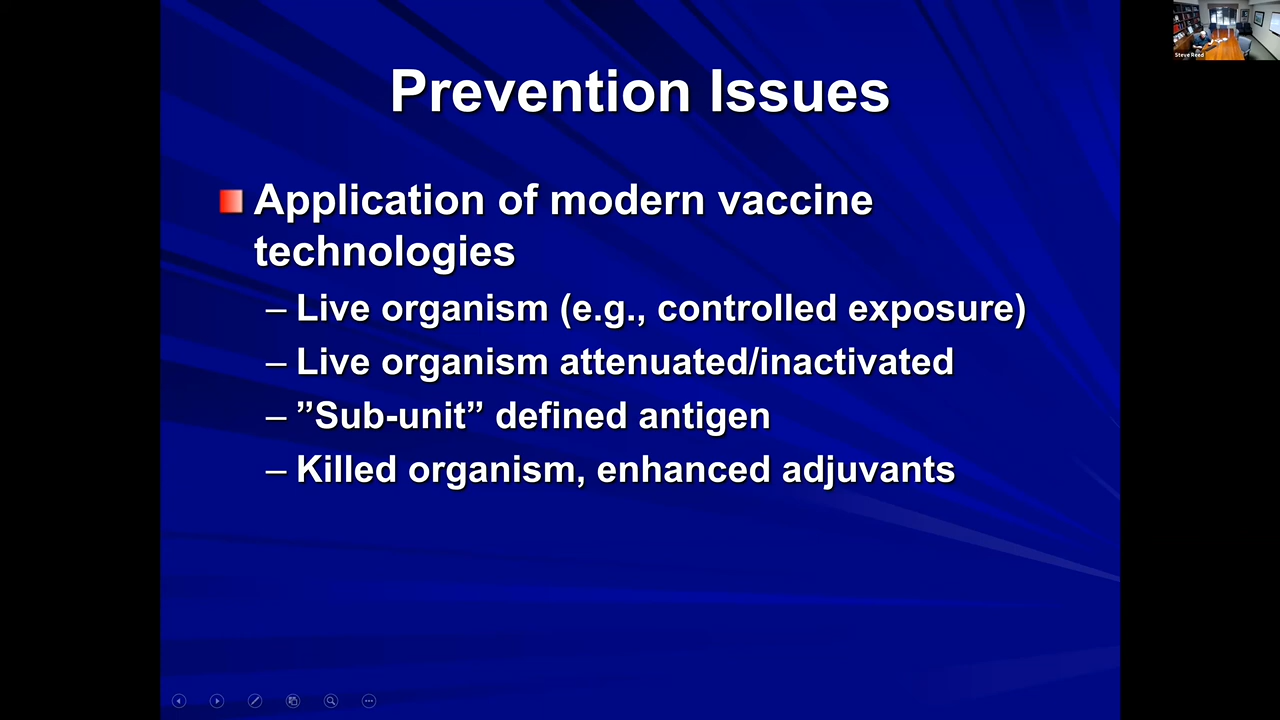 Prevention Issues
Application of modern vaccine
technologies
– Live organism (e.g., controlled exposure)
– Live organism attenuated/inactivated
– ”Sub-unit” defined antigen
– Killed organism, enhanced adjuvants
Steve Reed